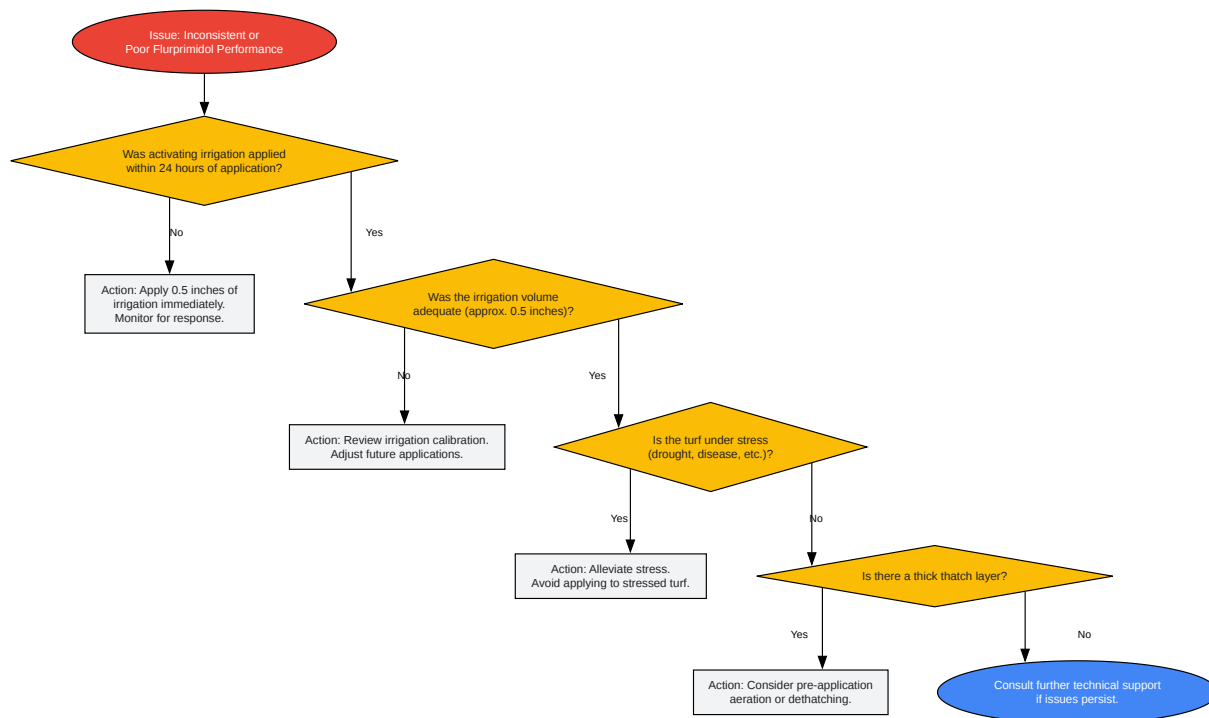 Issue: Inconsistent or
Poor Flurprimidol Performance
Was activating irrigation applied
within 24 hours of application?
No
Yes
Action: Apply 0.5 inches of
irrigation immediately.
Monitor for response.
Was the irrigation volume
adequate (approx. 0.5 inches)?
No
Yes
Action: Review irrigation calibration.
Adjust future applications.
Is the turf under stress
(drought, disease, etc.)?
Yes
No
Action: Alleviate stress.
Avoid applying to stressed turf.
Is there a thick thatch layer?
Yes
No
Action: Consider pre-application
aeration or dethatching.
Consult further technical support
if issues persist.